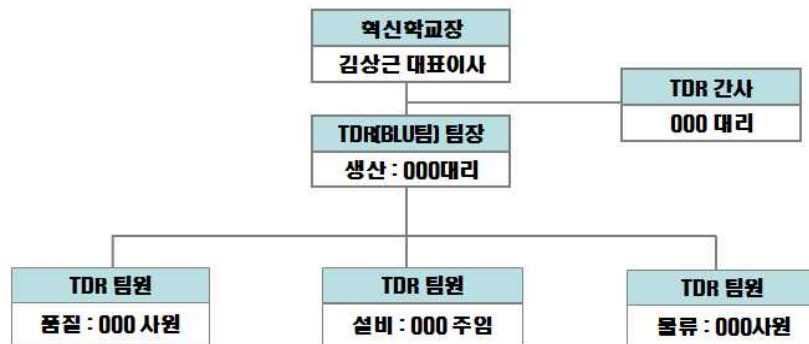 혁신학교장
김상근 대표이사
TDR 간사
000 대리
TDR(BLU팀) 팀장
생산 : 000대리
TDR 팀원
품질 : 000 사원
TDR 팀원
설비 : 000 주임
TDR 팀원
물류 : 000사원